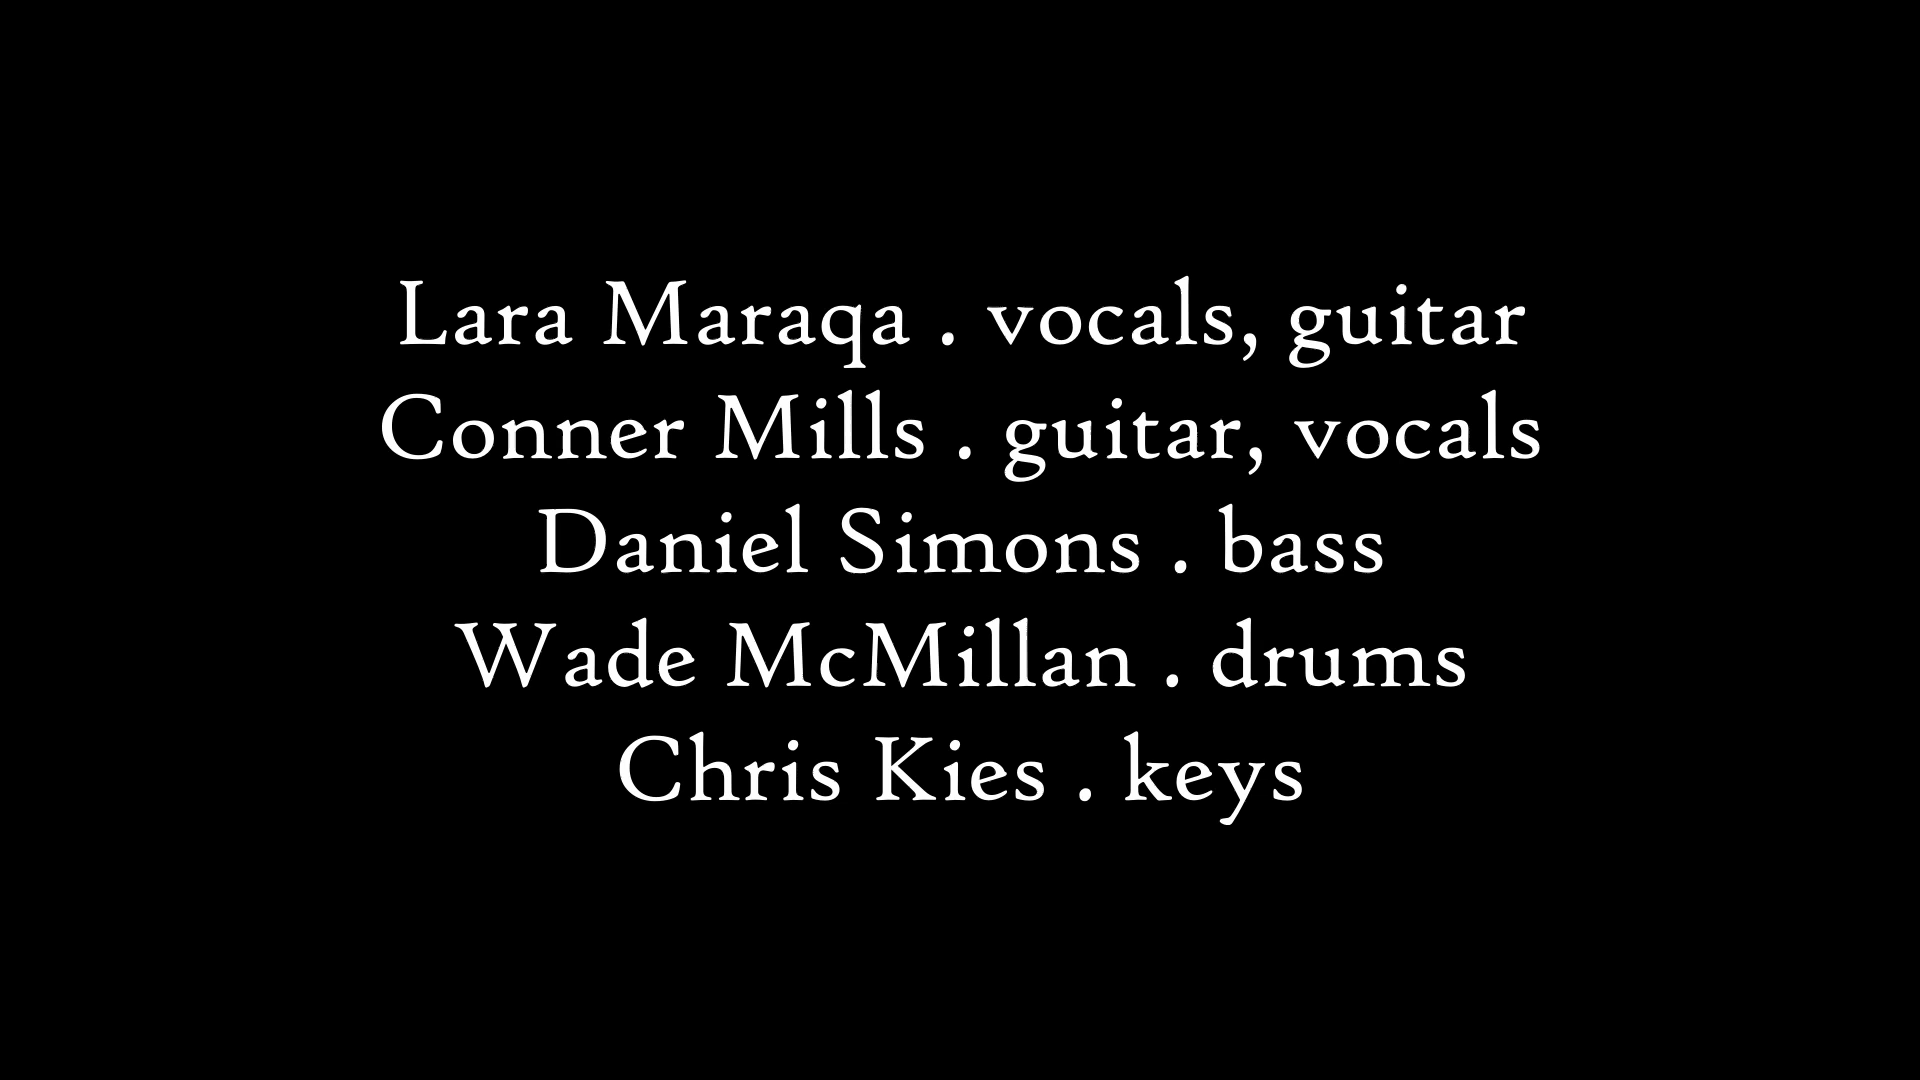 Lara Maraqa . vocals, guitar
Conner Mills . guitar, vocals
Daniel Simons . bass
Wade McMillan . drums
Chris Kies . keys